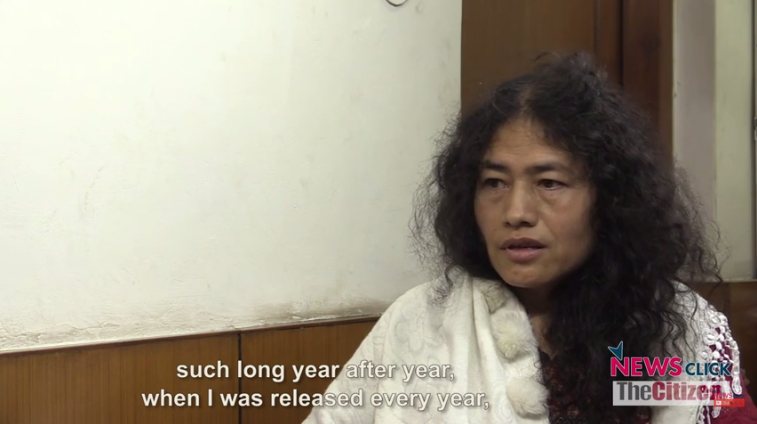 such long year after year,
when I was released every year,
NEWSCLICK
TheCitizen